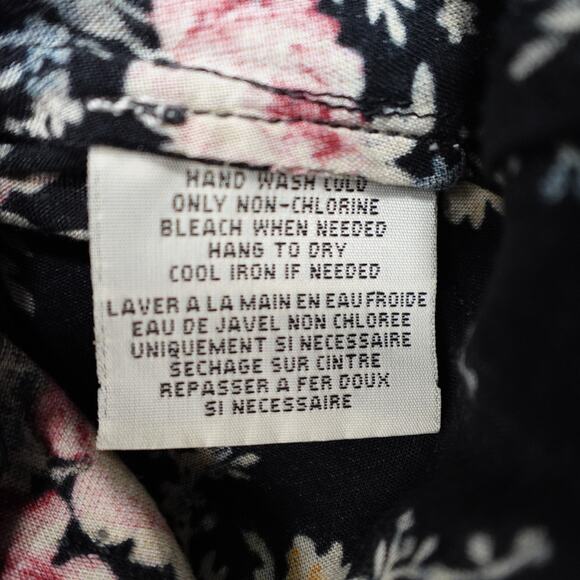 HAND WASH COLD
ONLY NON-CHLORINE
BLEACH WHEN NEEDED
HANG TO DRY
COOL IRON IF NEEDED
LAVER A LA MAIN EN EAU FROIDE
EAU DE JAVEL NON CHLOREE
UNIQUEMENT SI NECESSAIRE
SECHAGE SUR CINTRE
REPASSER A FER DOUX
SI NECESSAIRE